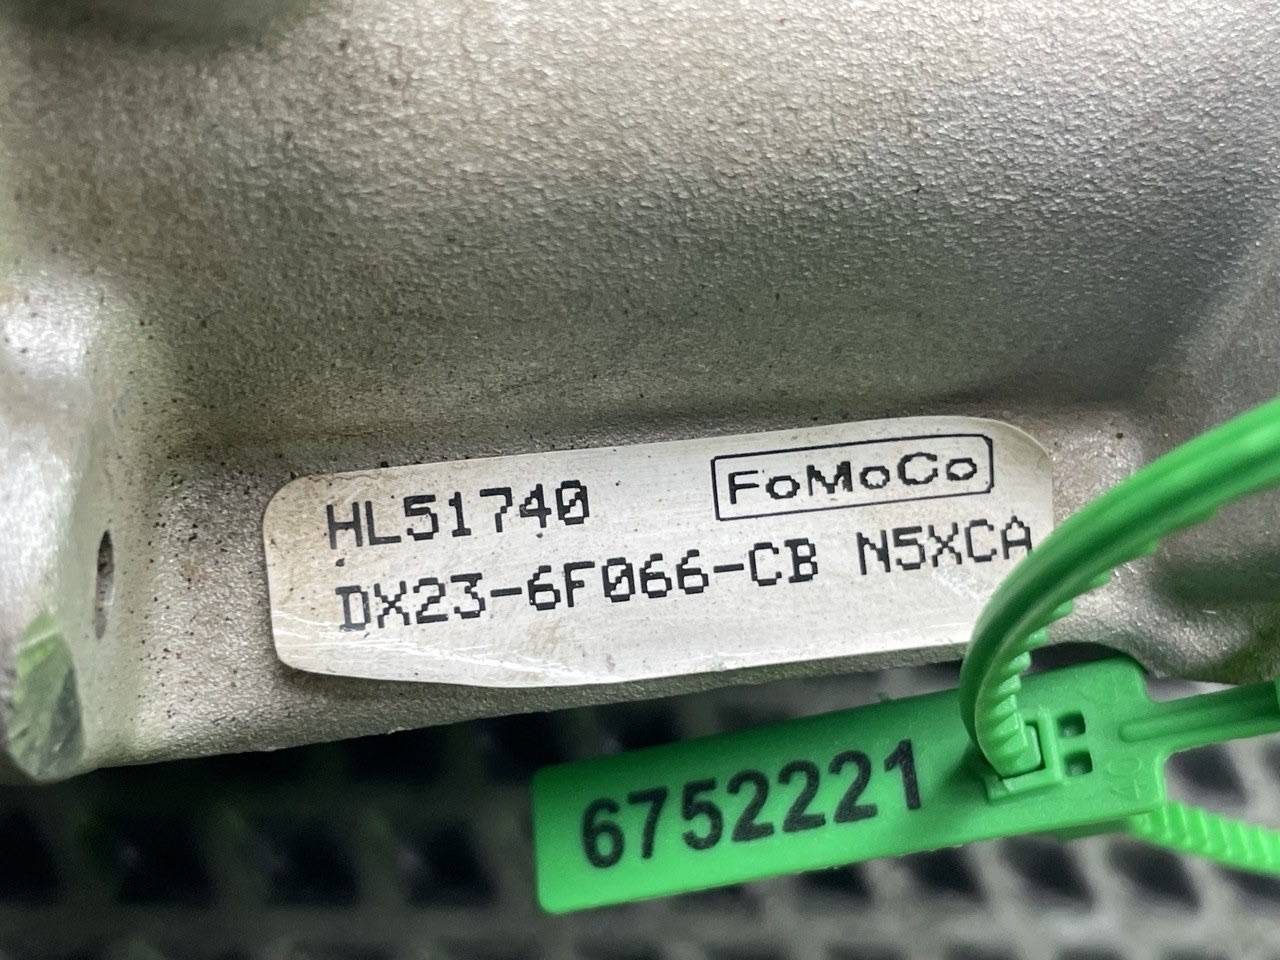 HL51740 FoMoCo
DX23-6F066-CB N5XCA
6752221